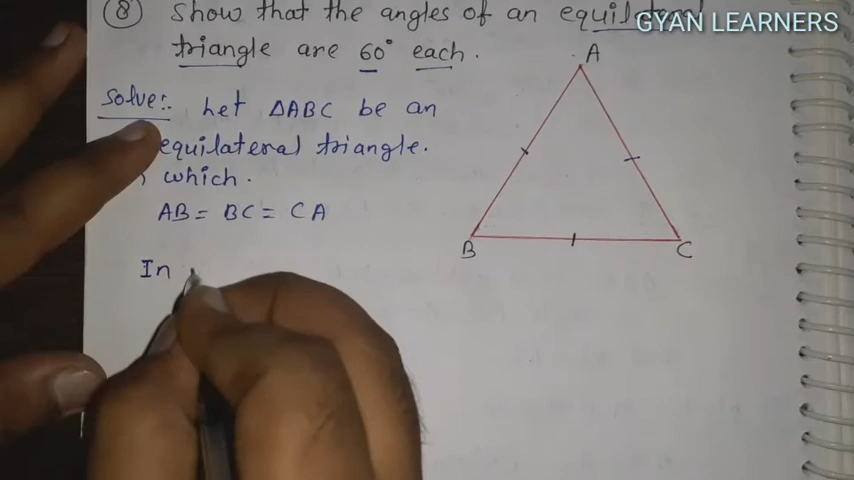 ⑧ Show that the angles of an equilateral
GYAN LEARNERS
triangle are 60° each.
Solve:- Let ΔABC be an
equilateral triangle.
which.
AB = BC = CA
In
A
B
C